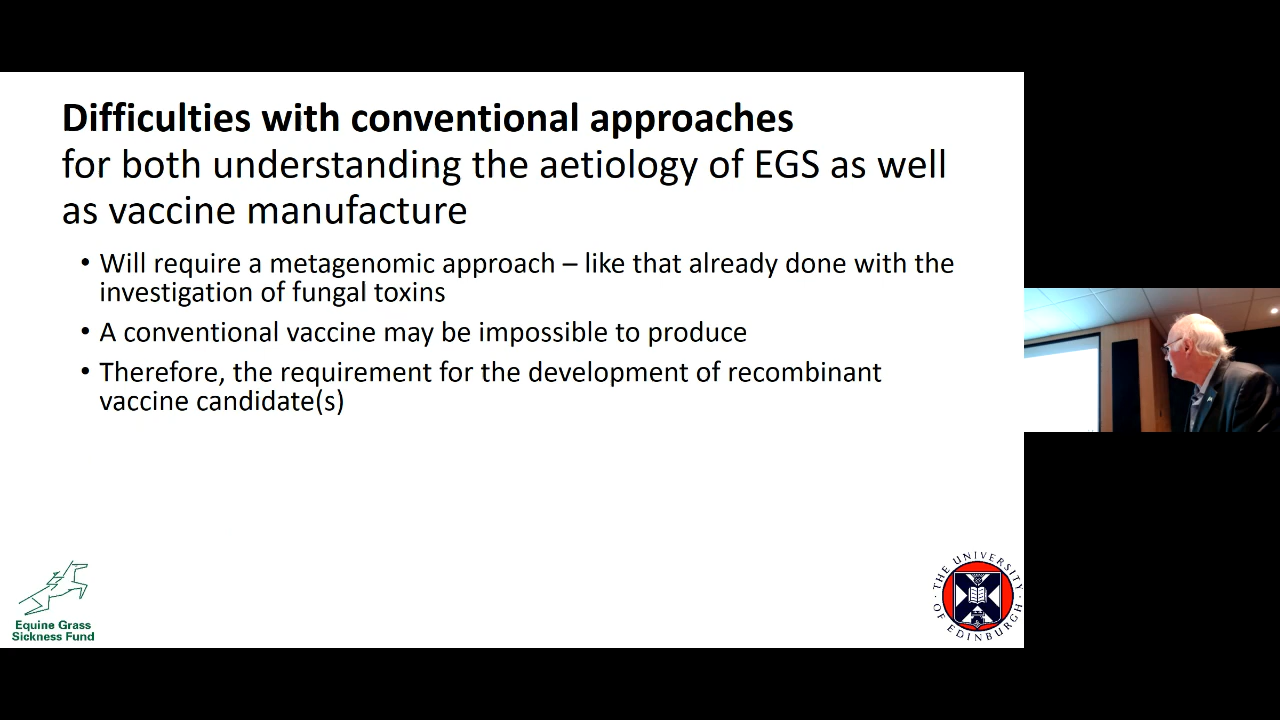 Difficulties with conventional approaches
for both understanding the aetiology of EGS as well
as vaccine manufacture
• Will require a metagenomic approach – like that already done with the
investigation of fungal toxins
• A conventional vaccine may be impossible to produce
• Therefore, the requirement for the development of recombinant
vaccine candidate(s)
Equine Grass
Sickness Fund
THE UNIVERSITY
OF EDINBURGH